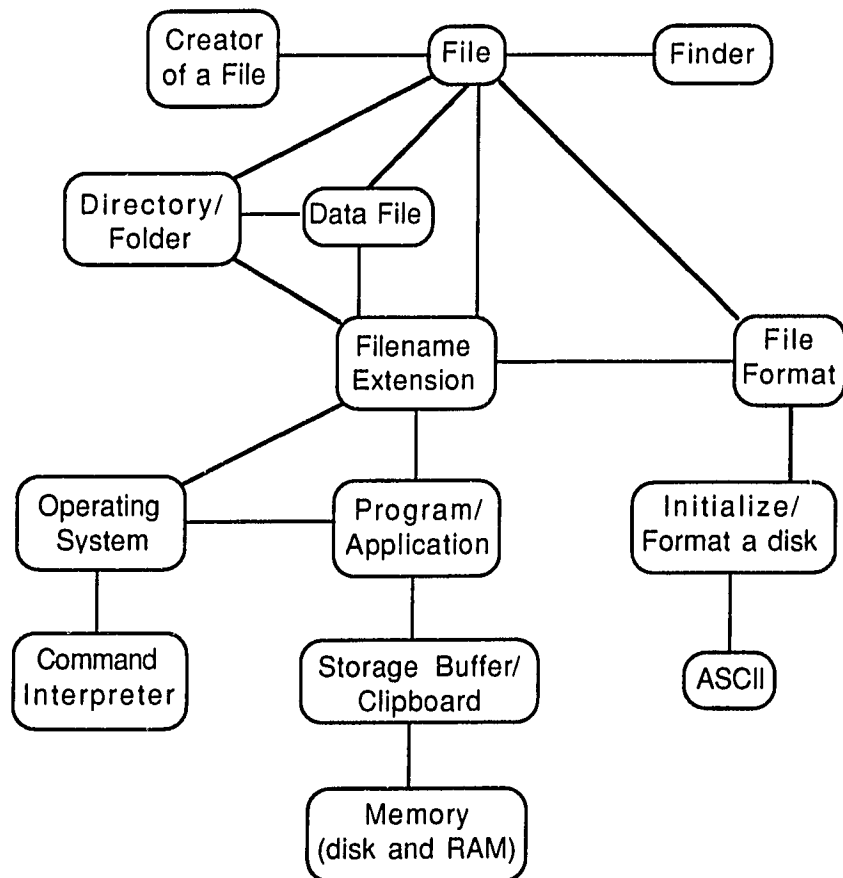 Creator
of a File
File
Finder
Directory/
Folder
Data File
Filename
Extension
File
Format
Operating
System
Program/
Application
Initialize/
Format a disk
Command
Interpreter
Storage Buffer/
Clipboard
ASCII
Memory
(disk and RAM)